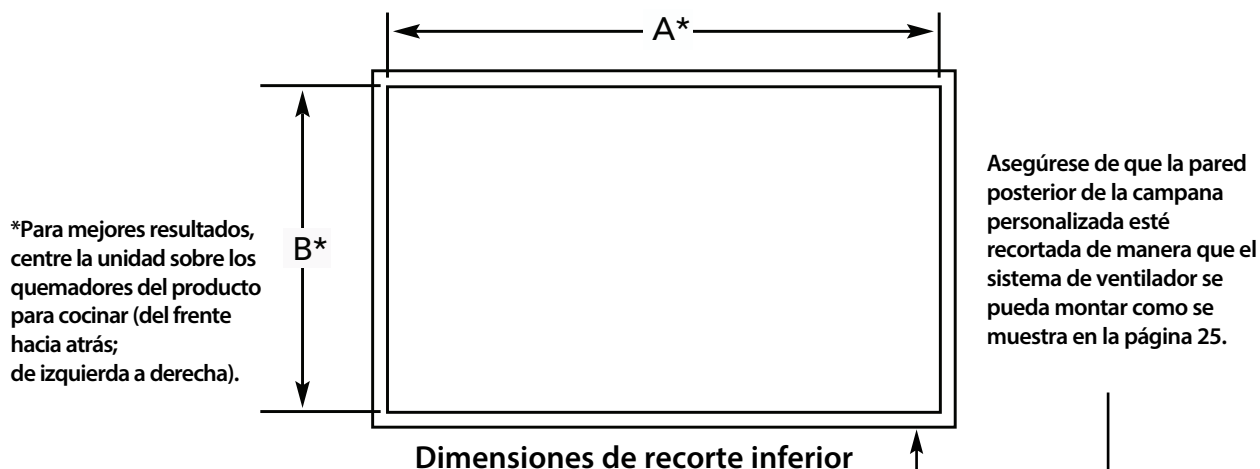 A*
*Para mejores resultados,
centre la unidad sobre los
quemadores del producto
para cocinar (del frente
hacia atrás;
de izquierda a derecha).
B*
Asegúrese de que la pared
posterior de la campana
personalizada esté
recortada de manera que el
sistema de ventilador se
pueda montar como se
muestra en la página 25.
Dimensiones de recorte inferior